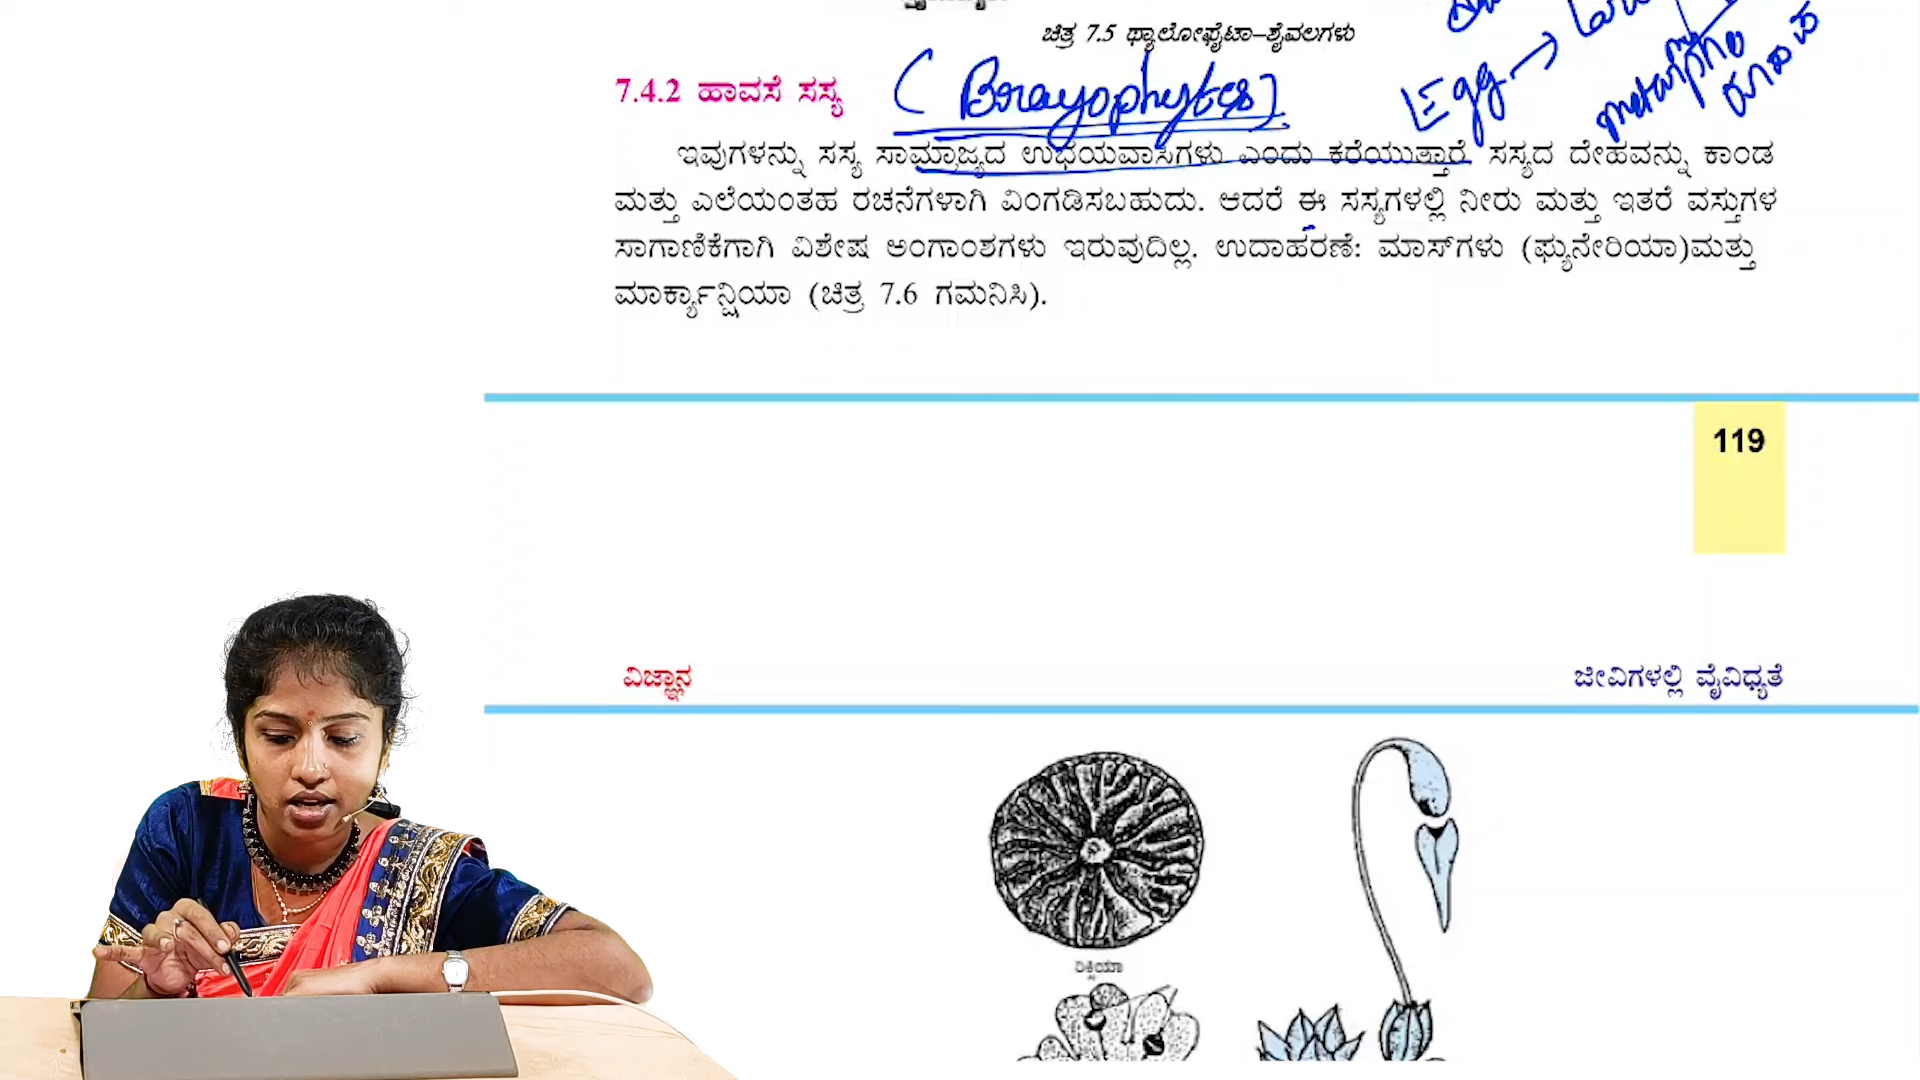 ಚಿತ್ರ 7.5 ಥ್ಯಾಲೋಫೈಟಾ–ಶೈವಲಗಳು
7.4.2 ಹಾವಸೆ ಸಸ್ಯ (Brayophytes)
Egg →
ಇವುಗಳನ್ನು ಸಸ್ಯ ಸಾಮ್ರಾಜ್ಯದ ಉಭಯವಾಸಿಗಳು ಎಂದು ಕರೆಯುತ್ತಾರೆ ಸಸ್ಯದ ದೇಹವನ್ನು ಕಾಂಡ
ಮತ್ತು ಎಲೆಯಂತಹ ರಚನೆಗಳಾಗಿ ವಿಂಗಡಿಸಬಹುದು. ಆದರೆ ಈ ಸಸ್ಯಗಳಲ್ಲಿ ನೀರು ಮತ್ತು ಇತರೆ ವಸ್ತುಗಳ
ಸಾಗಾಣಿಕೆಗಾಗಿ ವಿಶೇಷ ಅಂಗಾಂಶಗಳು ಇರುವುದಿಲ್ಲ. ಉದಾಹರಣೆ: ಮಾಸ್‌ಗಳು (ಫ್ಯುನೇರಿಯಾ)ಮತ್ತು
ಮಾರ್ಕ್ಯಾನ್ಷಿಯಾ (ಚಿತ್ರ 7.6 ಗಮನಿಸಿ).
119
ವಿಜ್ಞಾನ
ಜೀವಿಗಳಲ್ಲಿ ವೈವಿಧ್ಯತೆ
ರಿಕ್ಸಿಯಾ